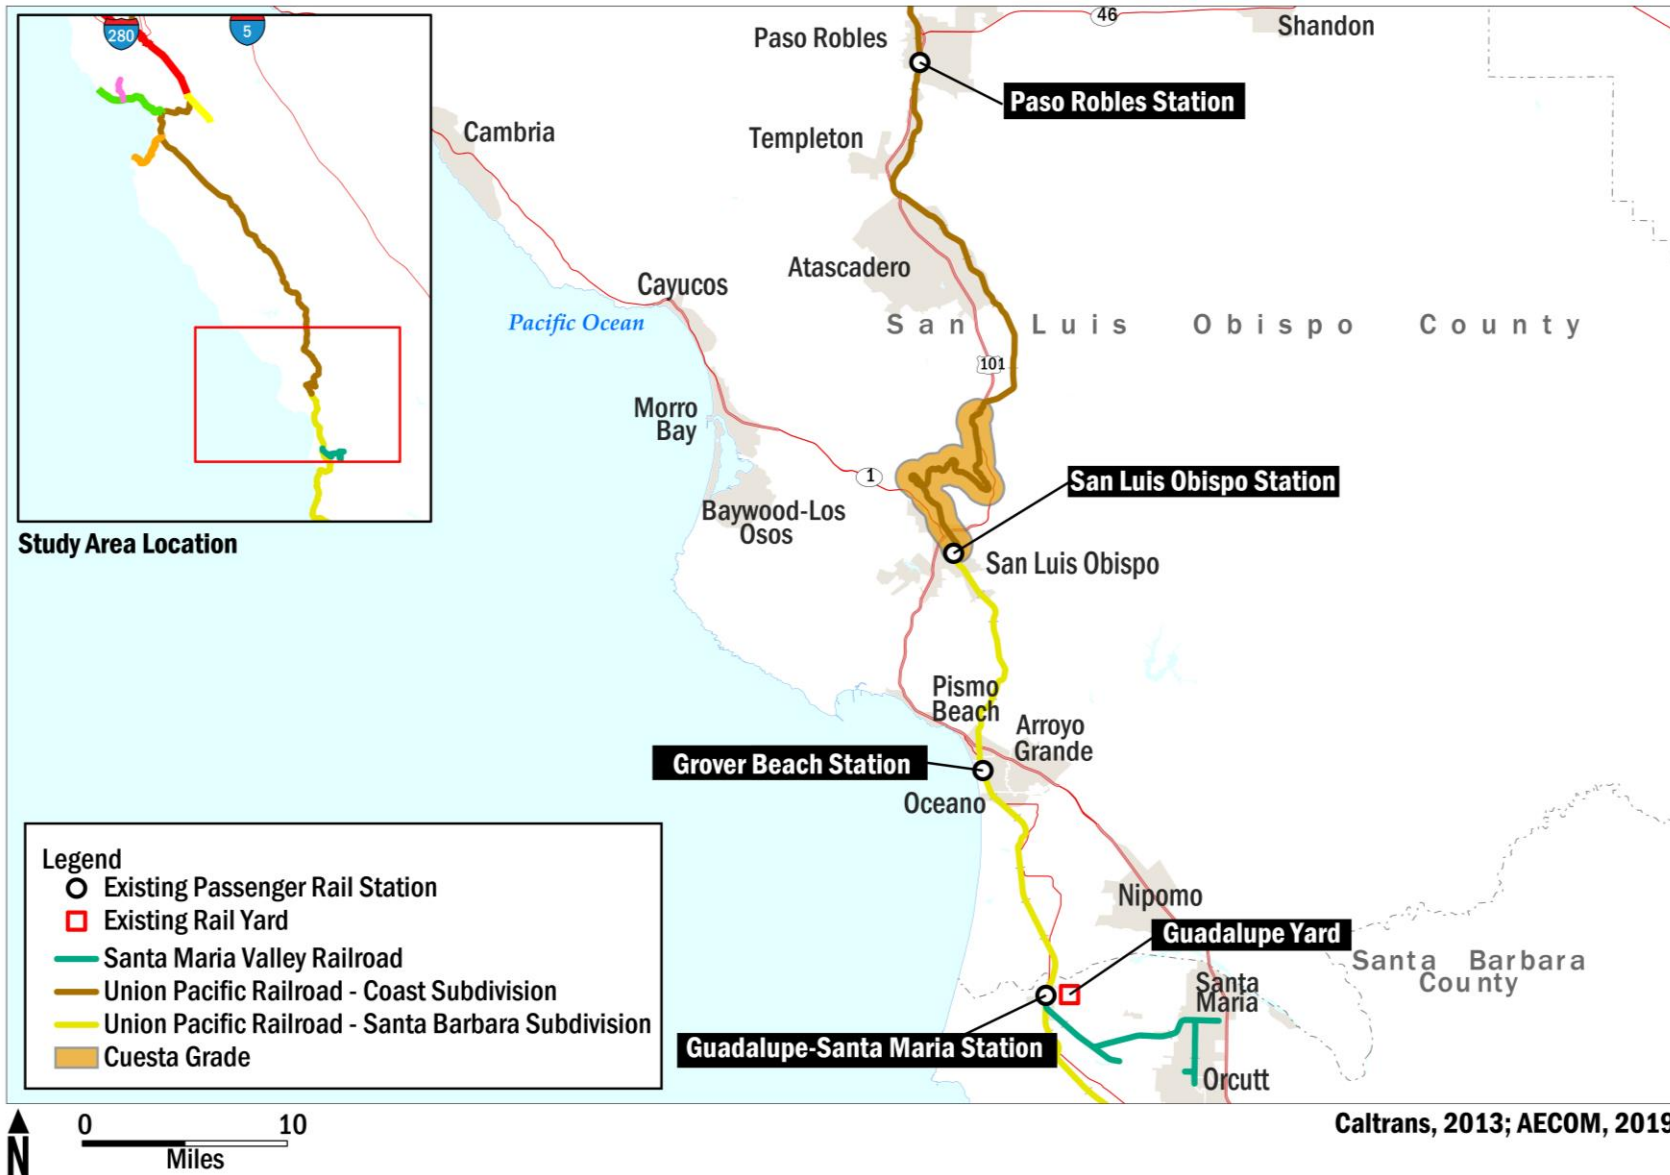 280
5
46
Shandon
Paso Robles
Paso Robles Station
Cambria
Templeton
Atascadero
Cayucos
Pacific Ocean
San Luis Obispo County
101
Morro
Bay
1
San Luis Obispo Station
Baywood-Los
Osos
Study Area Location
San Luis Obispo
Pismo
Beach
Arroyo
Grande
Grover Beach Station
Oceano
Nipomo
Guadalupe Yard
Santa Barbara
County
Santa
Maria
Guadalupe-Santa Maria Station
Orcutt
Legend
Existing Passenger Rail Station
Existing Rail Yard
Santa Maria Valley Railroad
Union Pacific Railroad - Coast Subdivision
Union Pacific Railroad - Santa Barbara Subdivision
Cuesta Grade
N
0 10
Miles
Caltrans, 2013; AECOM, 2019